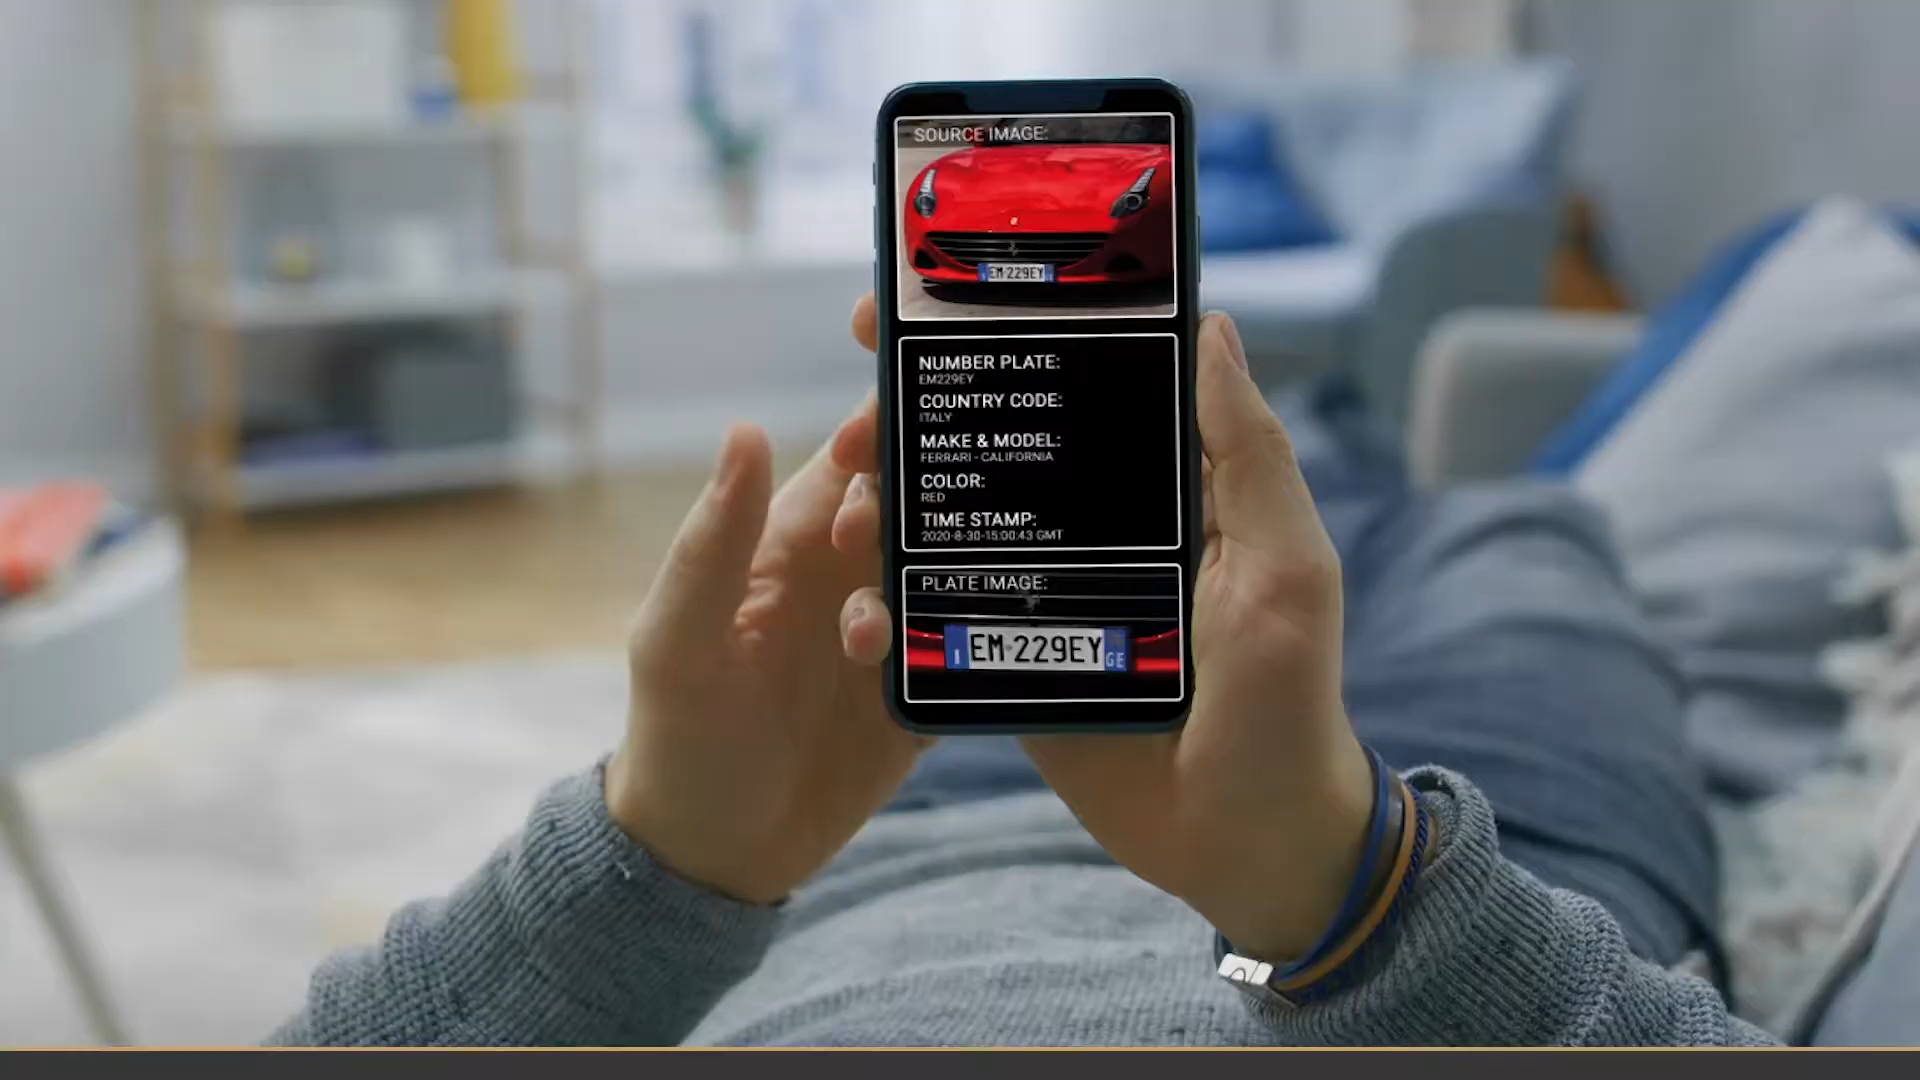 SOURCE IMAGE:
EM 229EY
NUMBER PLATE:
EM229EY
COUNTRY CODE:
ITALY
MAKE & MODEL:
FERRARI - CALIFORNIA
COLOR:
RED
TIME STAMP:
2020-8-30-15:00:43 GMT
PLATE IMAGE:
I EM 229EY GE